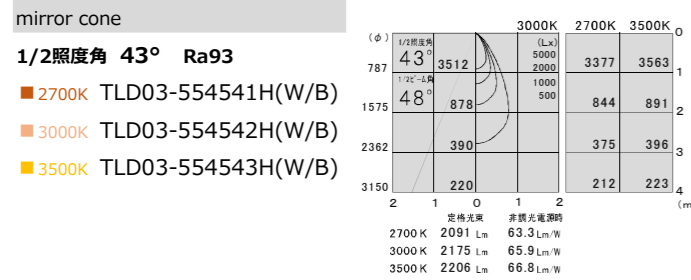 mirror cone
1/2照度角 43° Ra93
2700K TLD03-554541H(W/B)
3000K TLD03-554542H(W/B)
3500K TLD03-554543H(W/B)
3000K 2700K 3500K
(φ) 1/2照度角 43° (Lx) 0
5000
787 3512 2000 3377 3563 1
1/2ビーム角 48° 1000
500
1575 878 844 891 2
2362 390 375 396 3
3150 220 212 223 4
2 1 0 1 2 (m
定格光束 非調光電源時
2700K 2091 Lm 63.3 Lm/W
3000K 2175 Lm 65.9 Lm/W
3500K 2206 Lm 66.8 Lm/W